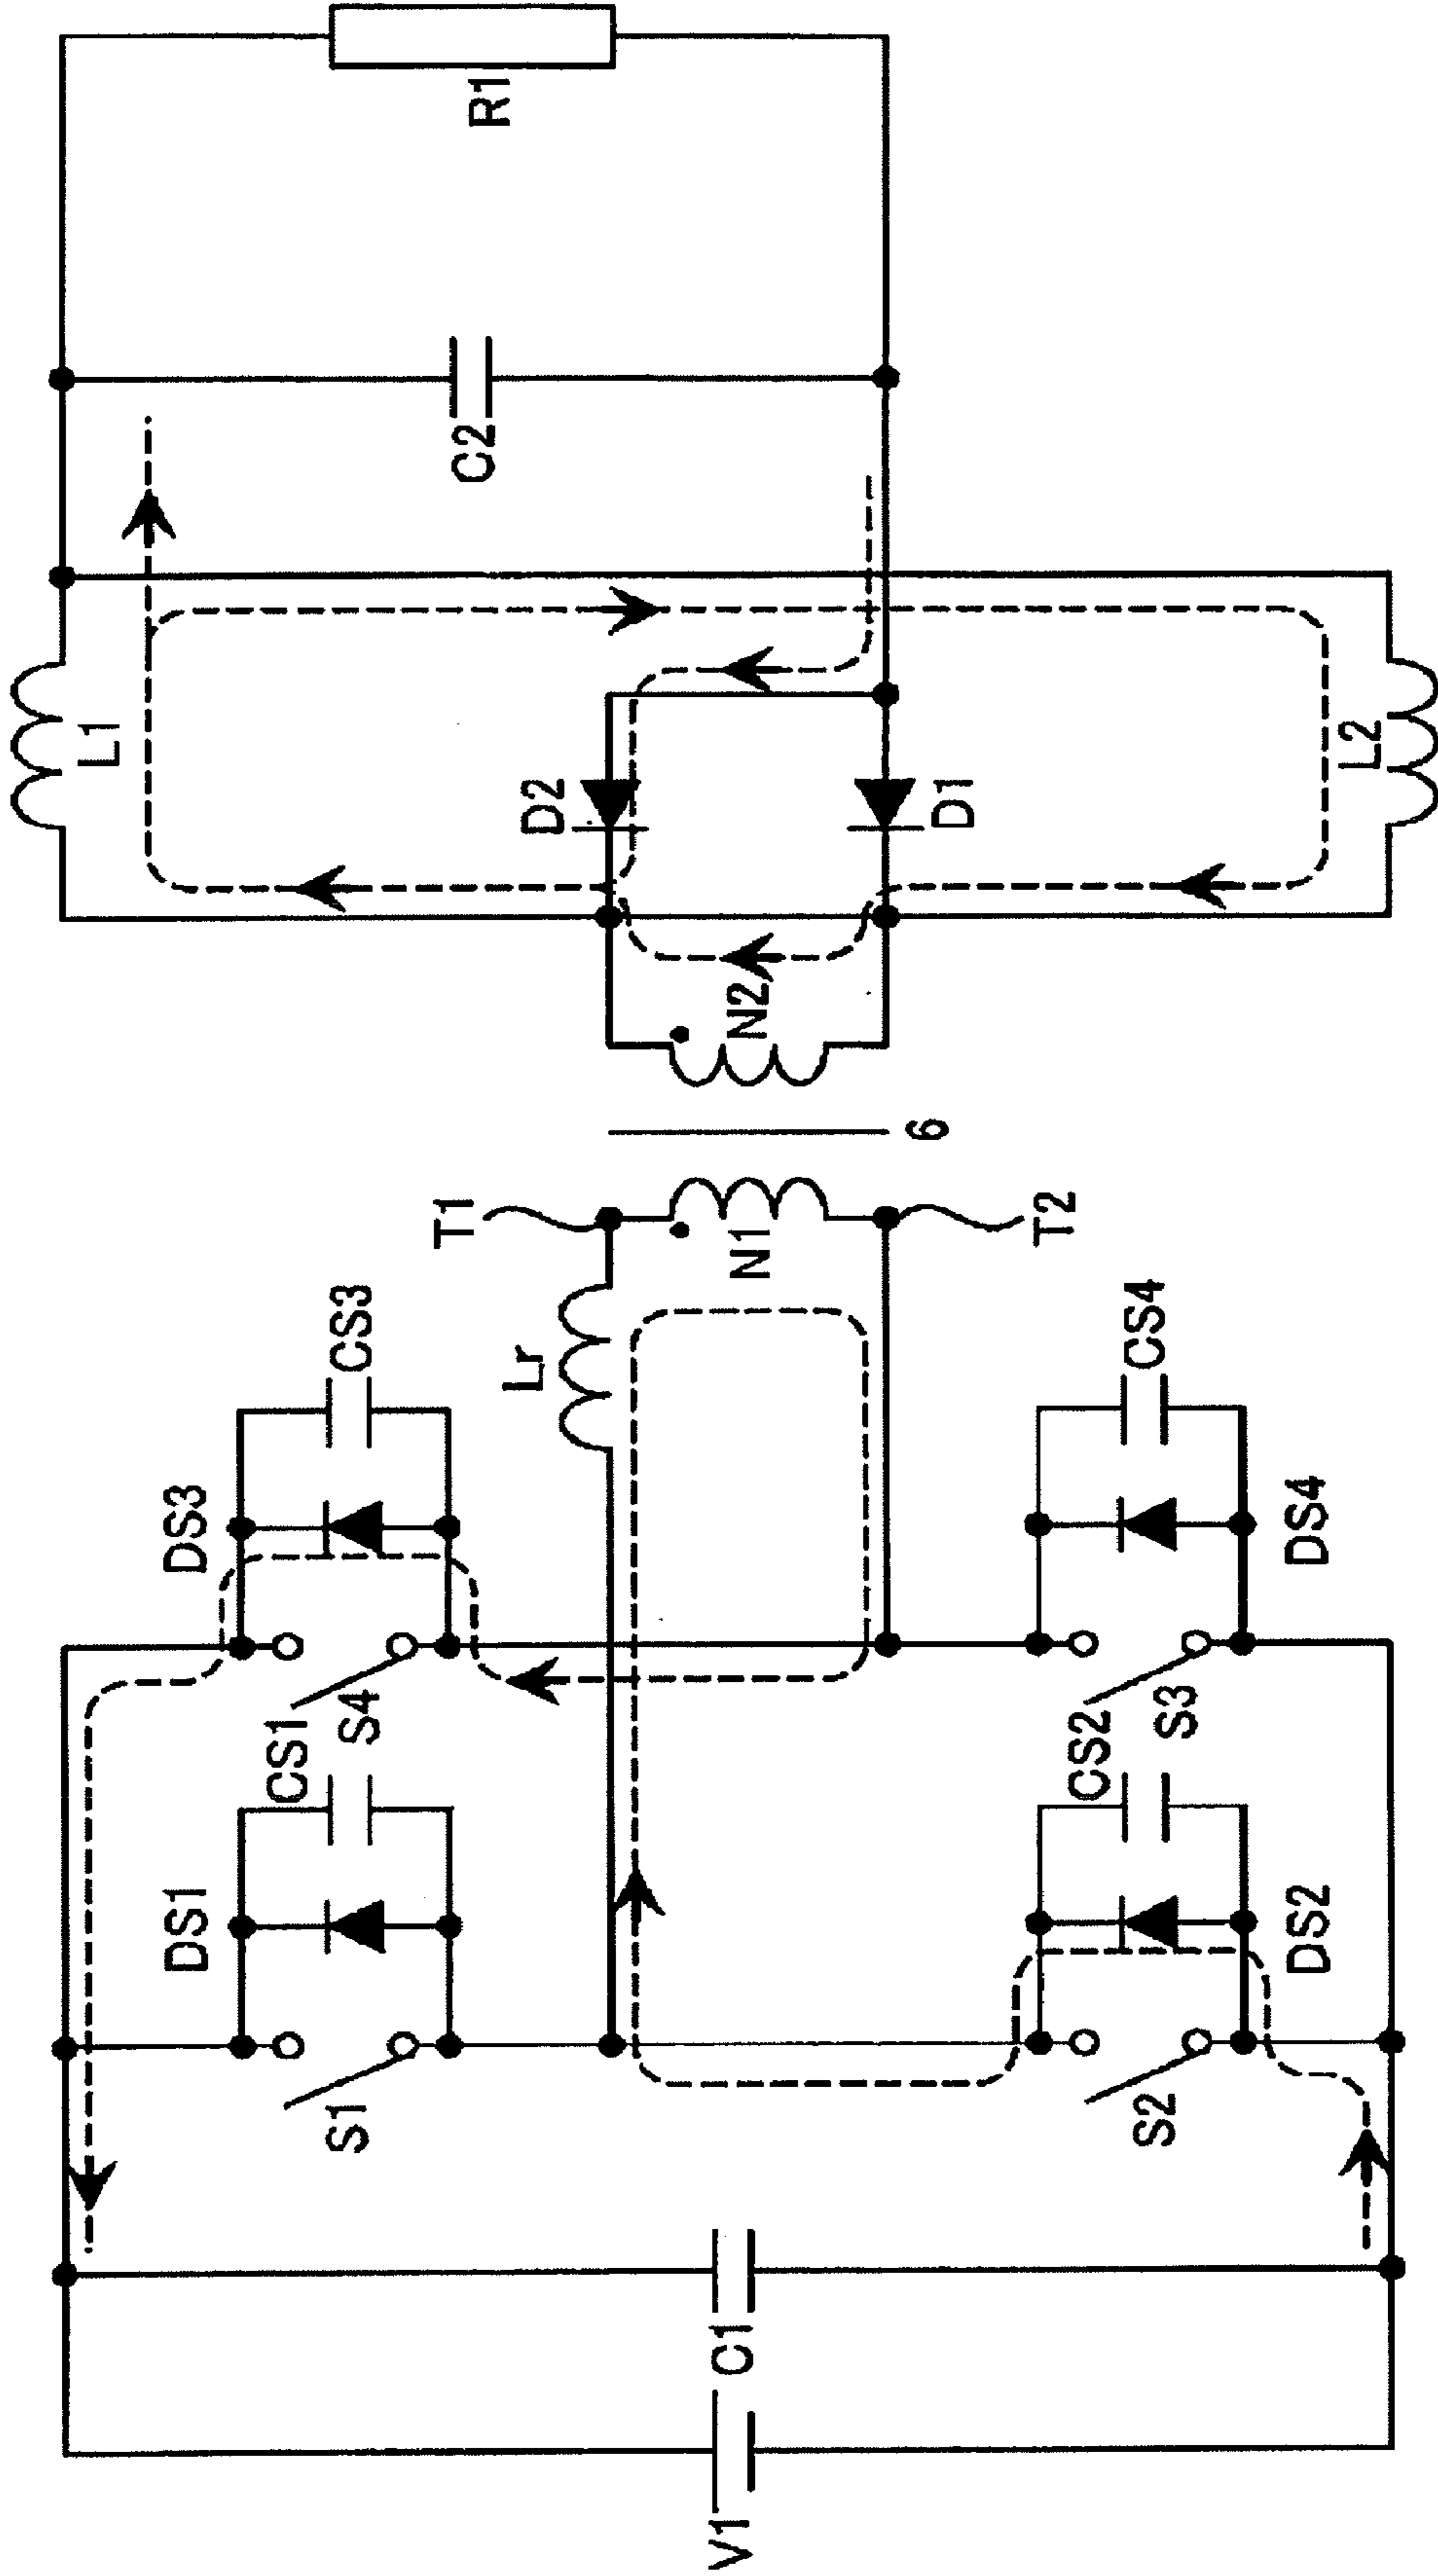 V1
C1
S1
DS1
CS1
S2
DS2
CS2
S4
DS3
CS3
S3
DS4
CS4
Lr
T1
N1
T2
6
N2
D2
D1
L1
L2
C2
R1